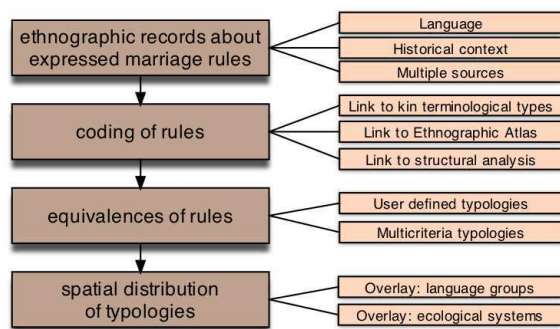 ethnographic records about
expressed marriage rules
Language
Historical context
Multiple sources
coding of rules
Link to kin terminological types
Link to Ethnographic Atlas
Link to structural analysis
equivalences of rules
User defined typologies
Multicriteria typologies
spatial distribution
of typologies
Overlay: language groups
Overlay: ecological systems